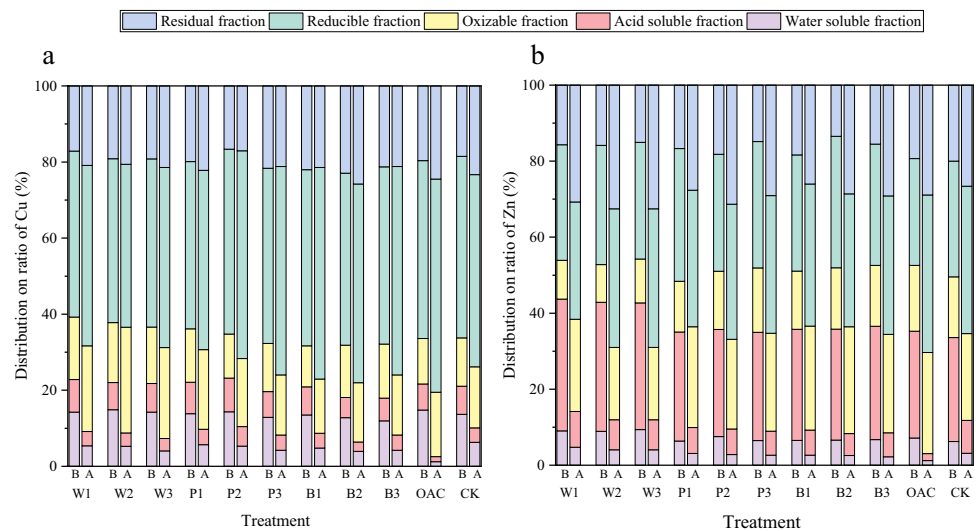 Residual fraction Reducible fraction Oxizable fraction Acid soluble fraction Water soluble fraction
a
Distribution on ratio of Cu (%)
100
80
60
40
20
0
B A B A B A B A B A B A B A B A B A B A B A
W1 W2 W3 P1 P2 P3 B1 B2 B3 OAC CK
Treatment
b
Distribution on ratio of Zn (%)
100
80
60
40
20
0
B A B A B A B A B A B A B A B A B A B A B A
W1 W2 W3 P1 P2 P3 B1 B2 B3 OAC CK
Treatment